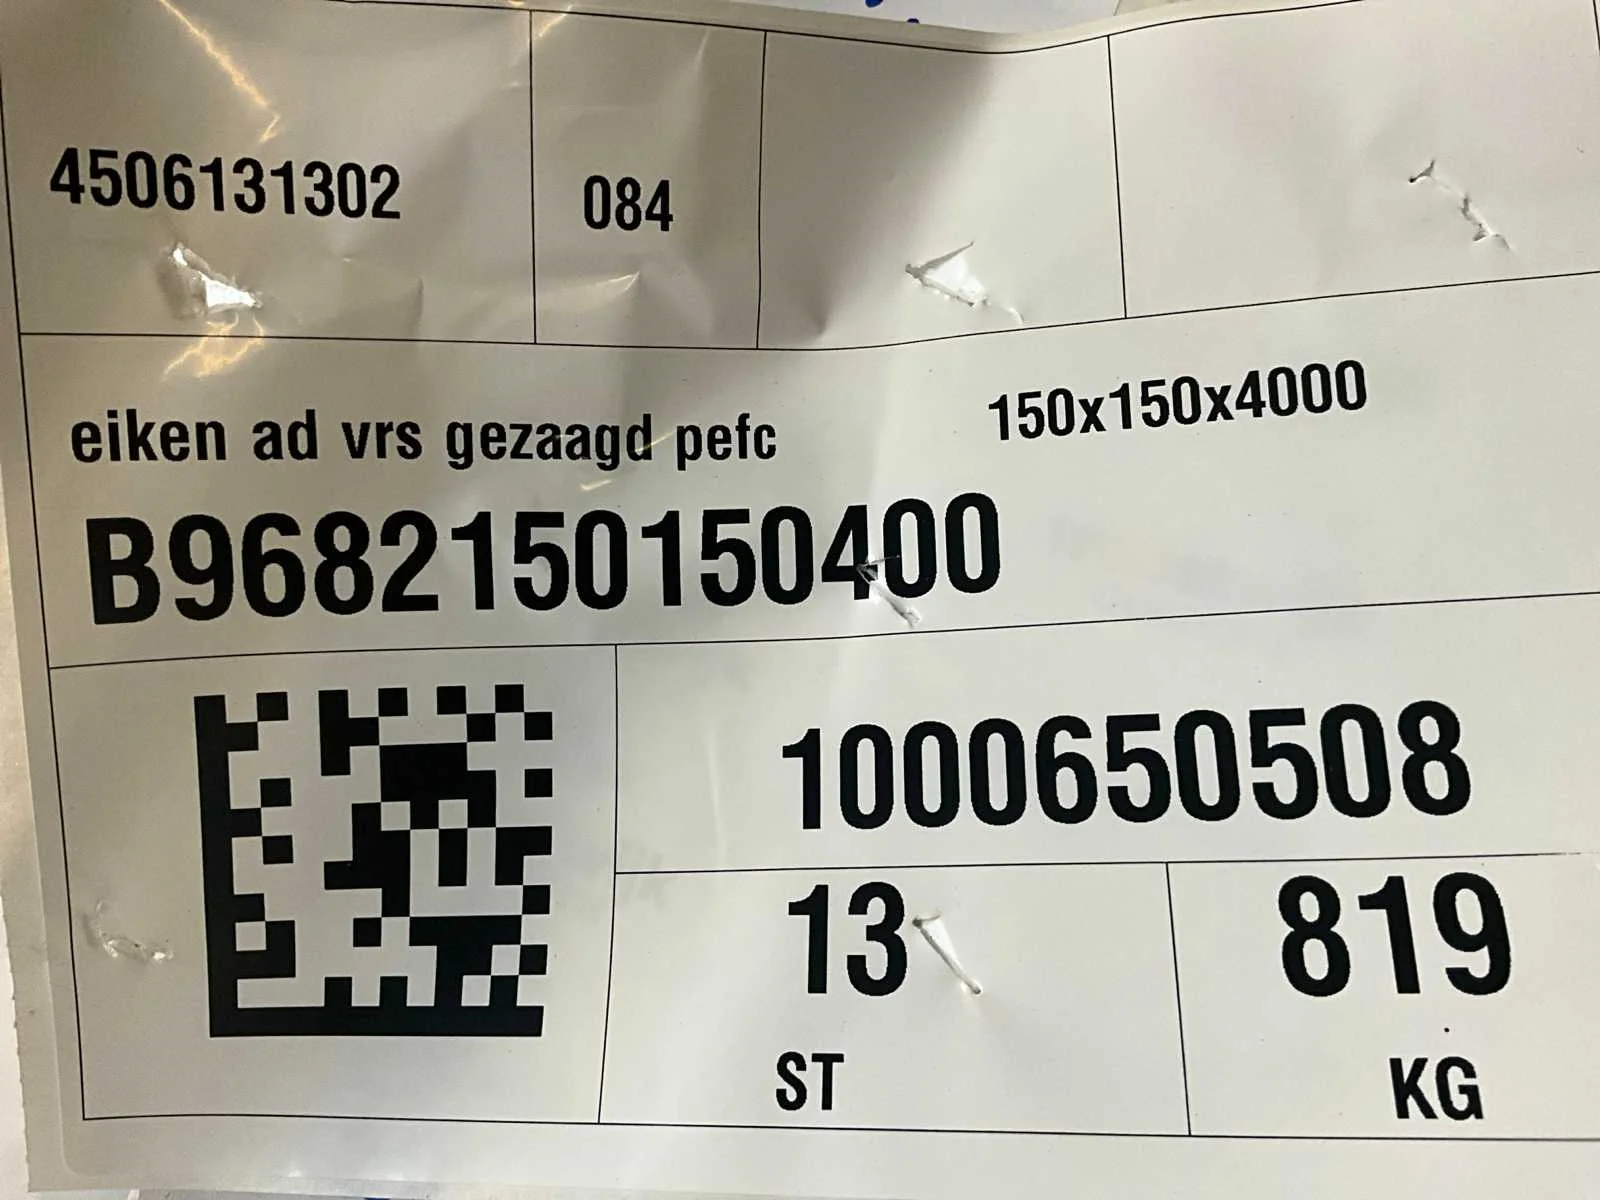 4506131302 084
eiken ad vrs gezaagd pefc 150x150x4000
B9682150150400
1000650508
13 819
ST KG